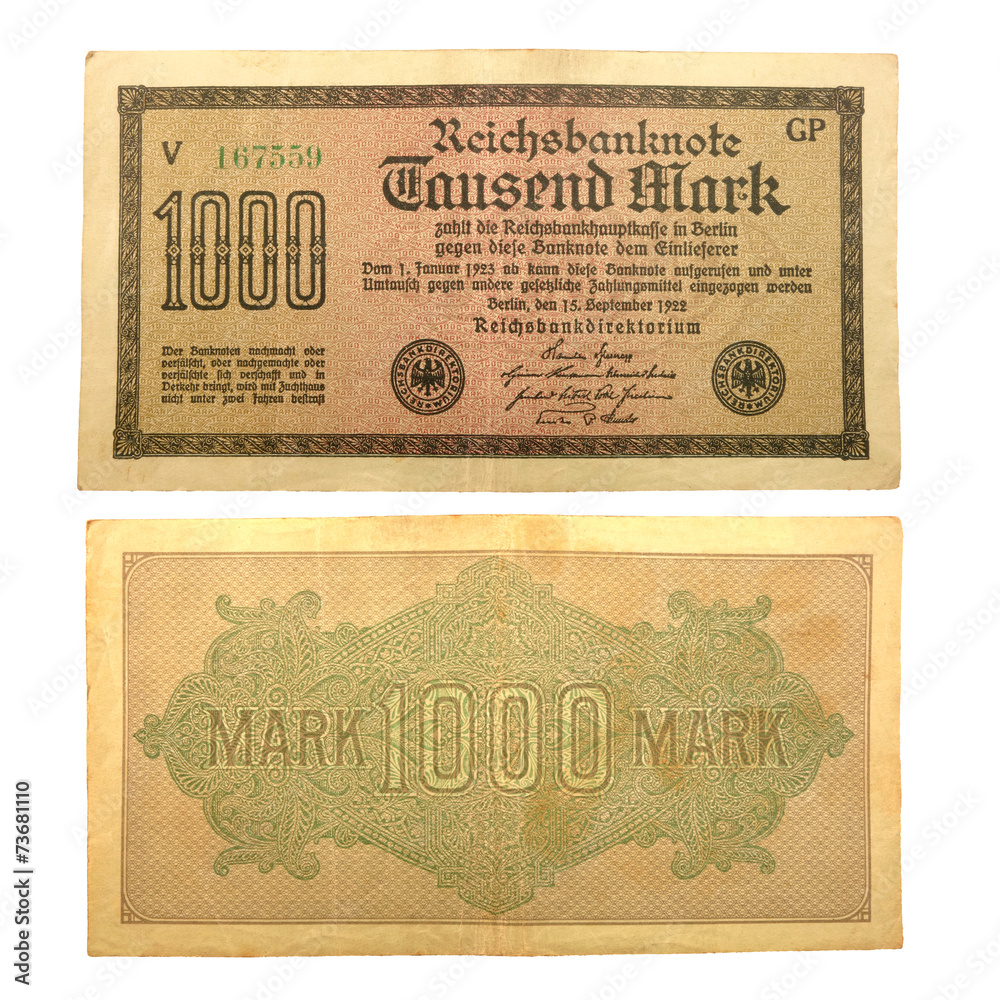 V 167559
GP
Reichsbanknote
Tausend Mark
1000
zahlt die Reichsbankhauptkasse in Berlin
gegen diese Banknote dem Einlieferer
Vom 1. Januar 1923 ab kann diese Banknote aufgerufen und unter
Umtausch gegen andere gesetzliche Zahlungsmittel eingezogen werden
Berlin, den 15. September 1922
Reichsbankdirektorium
Wer Banknoten nachmacht oder
verfälscht, oder nachgemachte oder
verfälschte sich verschafft und in
Verkehr bringt, wird mit Zuchthaus
nicht unter zwei Jahren bestraft
REICHSBANKDIREKTORIUM
REICHSBANKDIREKTORIUM
MARK 1000 MARK
Adobe Stock | #73681110